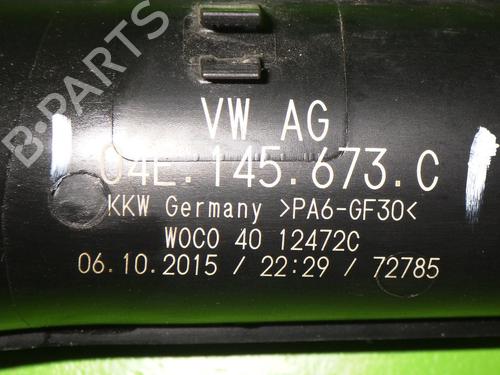 VW AG
04E.145.673.C
KKW Germany >PA6-GF30<
WOCO 40 12472C
06.10.2015 / 22:29 / 72785
B-PARTS